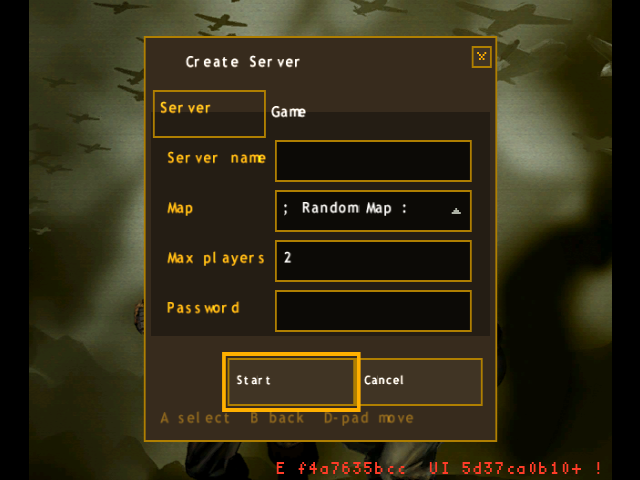 Create Server
Server
Game
Server name
Map
; Random Map :
Max players
2
Password
Start
Cancel
A select B back D-pad move
E f4a7635bcc UI 5d37ca0b10+ !